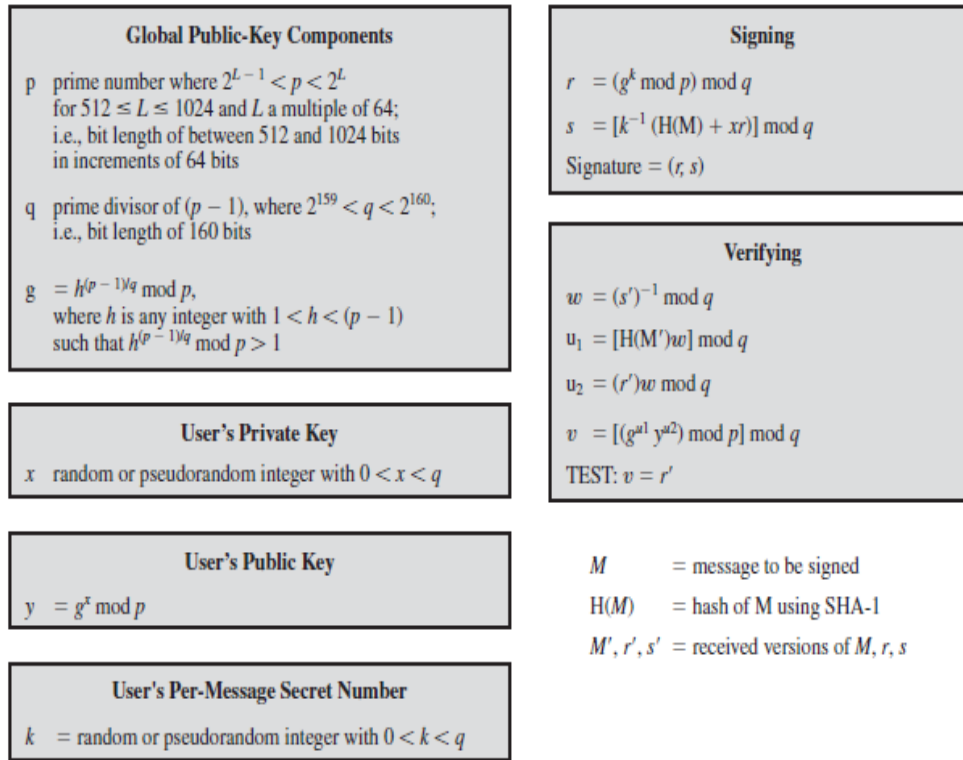 Global Public-Key Components
p prime number where 2^{L – 1} < p < 2^L
for 512 ≤ L ≤ 1024 and L a multiple of 64;
i.e., bit length of between 512 and 1024 bits
in increments of 64 bits
q prime divisor of (p – 1), where 2^{159} < q < 2^{160};
i.e., bit length of 160 bits
g = h^{(p – 1)/q} mod p,
where h is any integer with 1 < h < (p – 1)
such that h^{(p – 1)/q} mod p > 1
User's Private Key
x random or pseudorandom integer with 0 < x < q
User's Public Key
y = g^x mod p
User's Per-Message Secret Number
k = random or pseudorandom integer with 0 < k < q
Signing
r = (g^k mod p) mod q
s = [k^{–1} (H(M) + xr)] mod q
Signature = (r, s)
Verifying
w = (s')^{–1} mod q
u_1 = [H(M')w] mod q
u_2 = (r')w mod q
v = [(g^{u1} y^{u2}) mod p] mod q
TEST: v = r'
M = message to be signed
H(M) = hash of M using SHA-1
M', r', s' = received versions of M, r, s